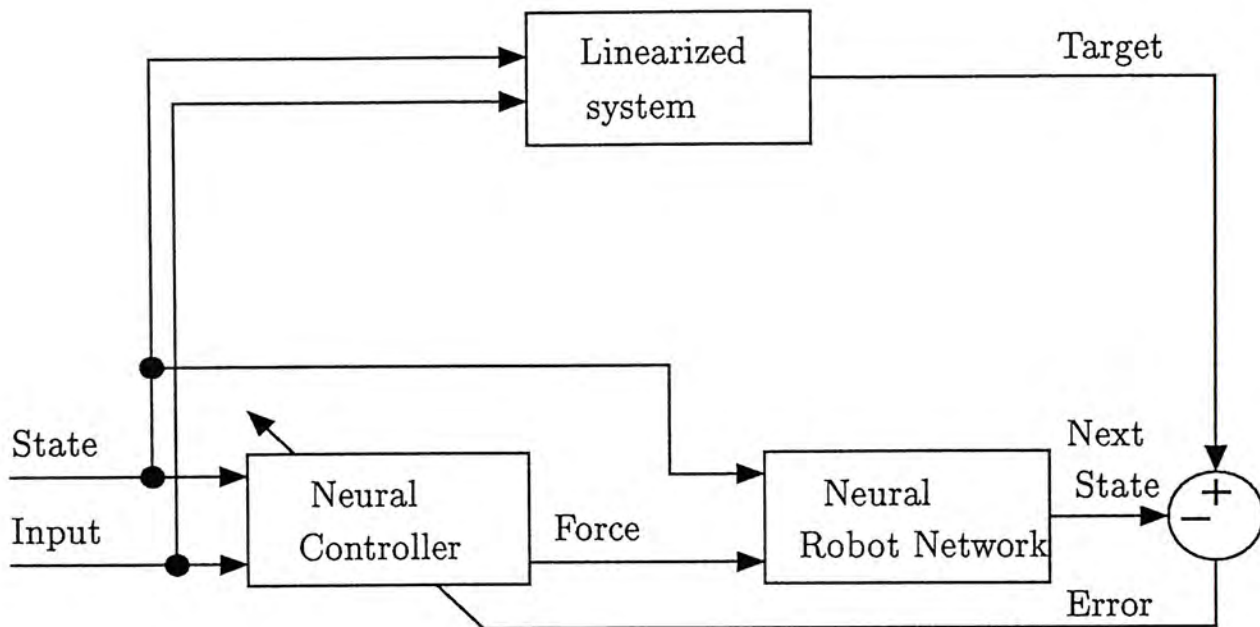 Linearized
system
Target
State
Input
Neural
Controller
Force
Neural
Robot Network
Next
State
+
−
Error